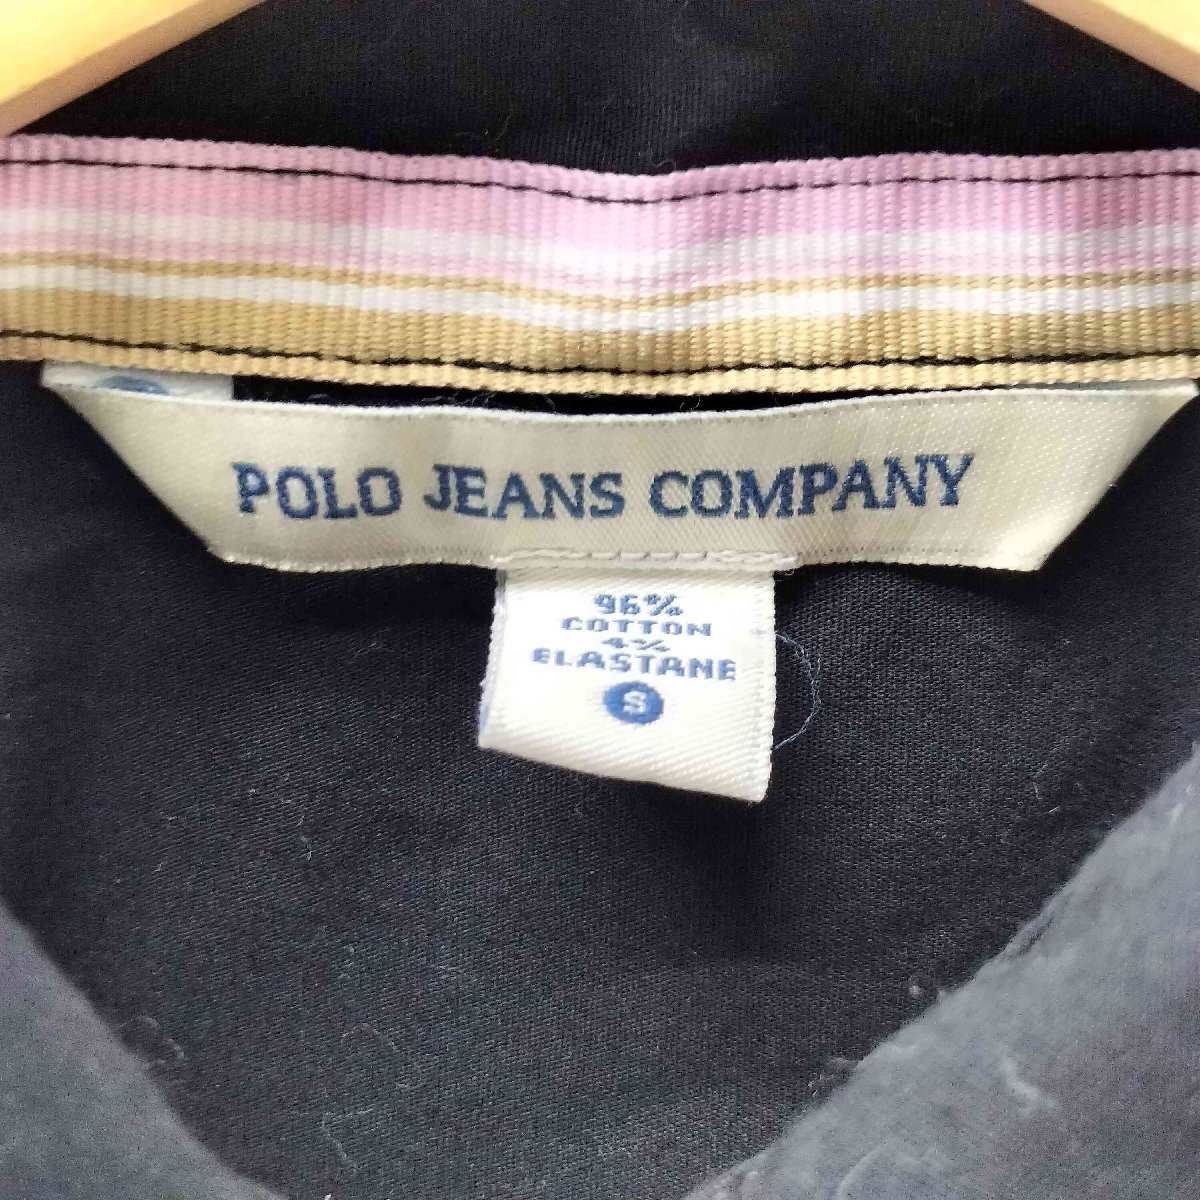 POLO JEANS COMPANY
96%
COTTON
4%
ELASTANE
S